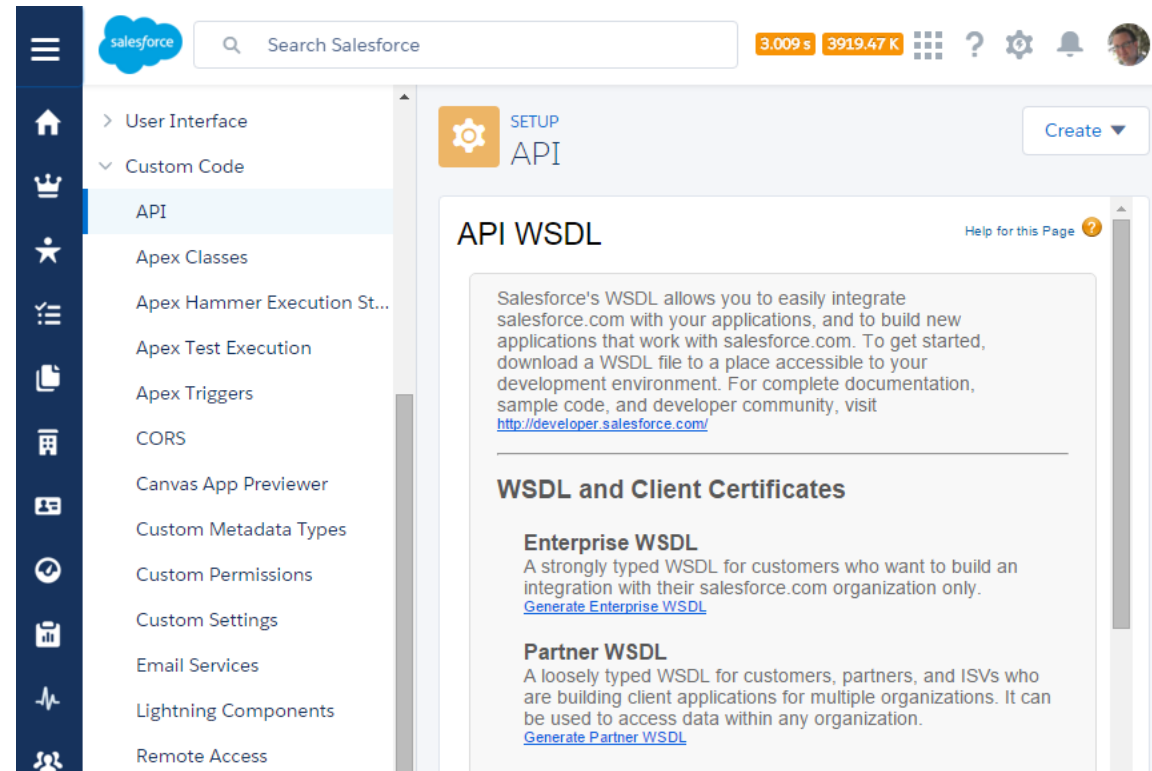 salesforce
Search Salesforce
3.009 s 3919.47 K
User Interface
Custom Code
API
Apex Classes
Apex Hammer Execution St...
Apex Test Execution
Apex Triggers
CORS
Canvas App Previewer
Custom Metadata Types
Custom Permissions
Custom Settings
Email Services
Lightning Components
Remote Access
SETUP
API
Create
API WSDL
Help for this Page
Salesforce's WSDL allows you to easily integrate
salesforce.com with your applications, and to build new
applications that work with salesforce.com. To get started,
download a WSDL file to a place accessible to your
development environment. For complete documentation,
sample code, and developer community, visit
http://developer.salesforce.com/
WSDL and Client Certificates
Enterprise WSDL
A strongly typed WSDL for customers who want to build an
integration with their salesforce.com organization only.
Generate Enterprise WSDL
Partner WSDL
A loosely typed WSDL for customers, partners, and ISVs who
are building client applications for multiple organizations. It can
be used to access data within any organization.
Generate Partner WSDL